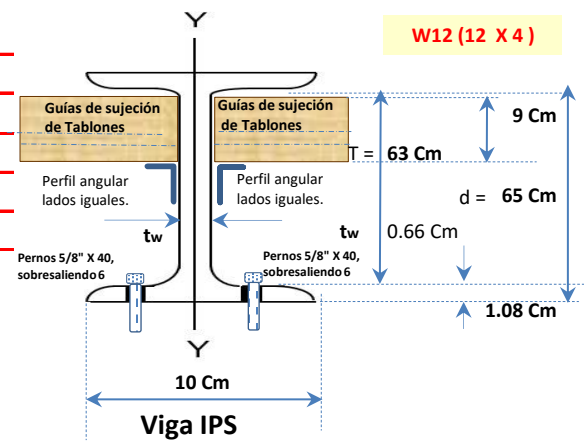 Y
W12 (12 X 4 )
Guías de sujeción
de Tablones
Guías de sujeción
de Tablones
9 Cm
T = 63 Cm
Perfil angular
lados iguales.
Perfil angular
lados iguales.
d = 65 Cm
tw
tw 0.66 Cm
Pernos 5/8" X 40,
sobresaliendo 6
Pernos 5/8" X 40,
sobresaliendo 6
1.08 Cm
Y
10 Cm
Viga IPS